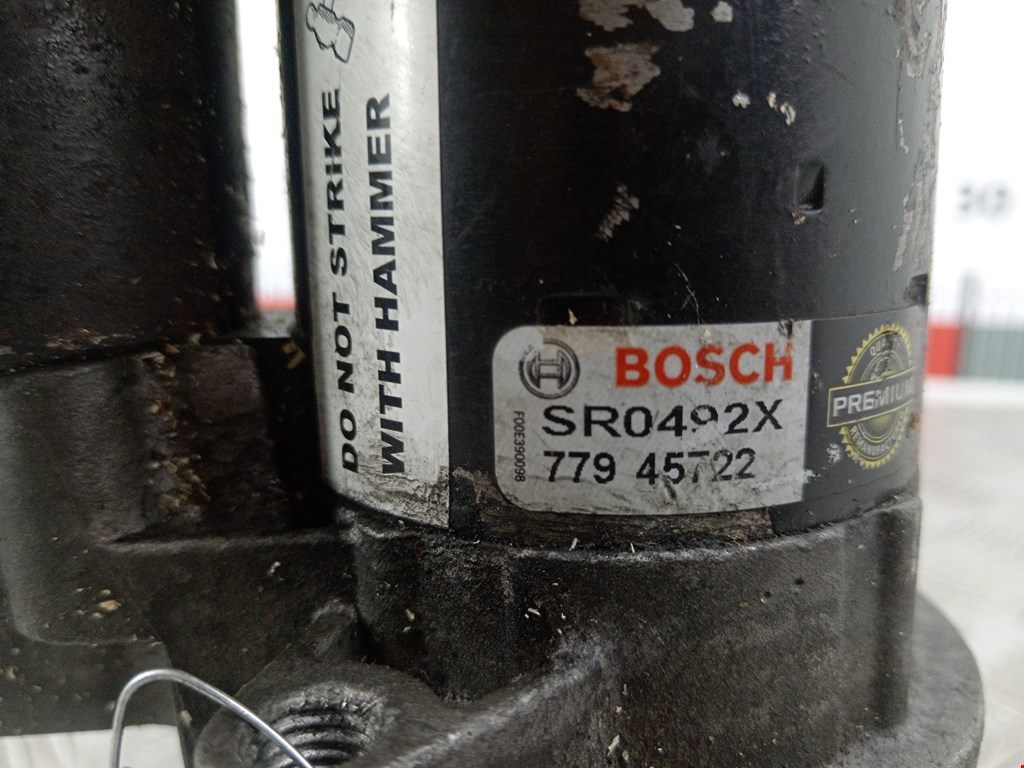 DO NOT STRIKE
WITH HAMMER
BOSCH
SR0492X
779 45722
F00E390098
PREMIUM